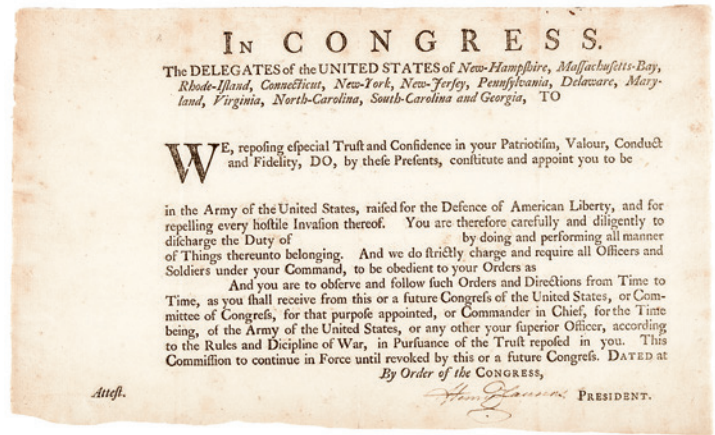 IN CONGRESS.
The DELEGATES of the UNITED STATES of New-Hampſhire, Maſſachuſetts-Bay,
Rhode-Iſland, Connecticut, New-York, New-Jerſey, Pennſylvania, Delaware, Mary-
land, Virginia, North-Carolina, South-Carolina and Georgia, TO
WE, repoſing eſpecial Truſt and Confidence in your Patriotiſm, Valour, Conduct
and Fidelity, DO, by theſe Preſents, conſtitute and appoint you to be
in the Army of the United States, raiſed for the Defence of American Liberty, and for
repelling every hoſtile Invaſion thereof. You are therefore carefully and diligently to
diſcharge the Duty of by doing and performing all manner
of Things thereunto belonging. And we do ſtrictly charge and require all Officers and
Soldiers under your Command, to be obedient to your Orders as
And you are to obſerve and follow ſuch Orders and Directions from Time to
Time, as you ſhall receive from this or a future Congreſs of the United States, or Com-
mittee of Congreſs, for that purpoſe appointed, or Commander in Chief, for the Time
being, of the Army of the United States, or any other your ſuperior Officer, according
to the Rules and Dicipline of War, in Purſuance of the Truſt repoſed in you. This
Commiſſion to continue in Force until revoked by this or a future Congreſs. DATED at
By Order of the CONGRESS,
Atteſt. Henry Laurens PRESIDENT.